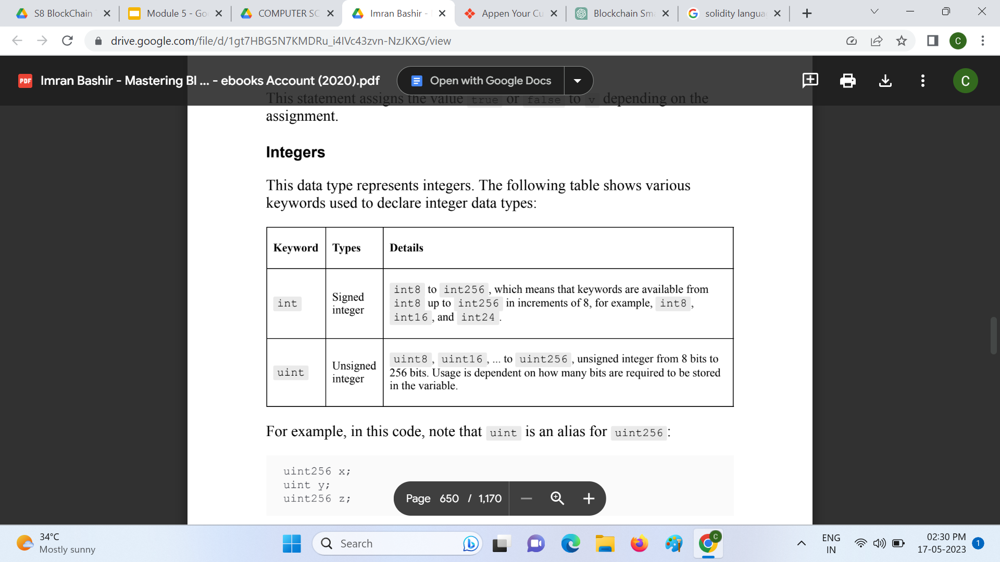 S8 BlockChain
Module 5 - Go
COMPUTER SC
Imran Bashir -
Appen Your Cu
Blockchain Sma
solidity langua
drive.google.com/file/d/1gt7HBG5N7KMDRu_i4IVc43zvn-NzJKXG/view
C
PDF
Imran Bashir - Mastering Bl ... - ebooks Account (2020).pdf
Open with Google Docs
C
This statement assigns the value true or false to v depending on the
assignment.
Integers
This data type represents integers. The following table shows various
keywords used to declare integer data types:
Keyword Types Details
int
Signed
integer
int8 to int256 , which means that keywords are available from
int8 up to int256 in increments of 8, for example, int8 ,
int16 , and int24 .
uint
Unsigned
integer
uint8 , uint16 , ... to uint256 , unsigned integer from 8 bits to
256 bits. Usage is dependent on how many bits are required to be stored
in the variable.
For example, in this code, note that uint is an alias for uint256 :
uint256 x;
uint y;
uint256 z;
Page 650 / 1,170
34°C
Mostly sunny
Search
C
ENG
IN
02:30 PM
17-05-2023
1